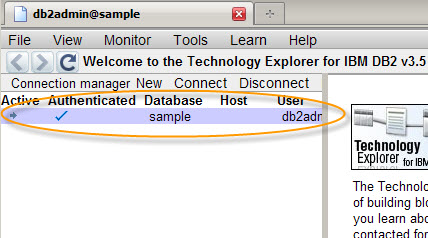 db2admin@sample
File View Monitor Tools Learn Help
Welcome to the Technology Explorer for IBM DB2 v3.5
Connection manager New Connect Disconnect
Active Authenticated Database Host User
sample db2adm
Technology
Explorer for IBM
The Technolo
of building blo
you learn abo
contacted for